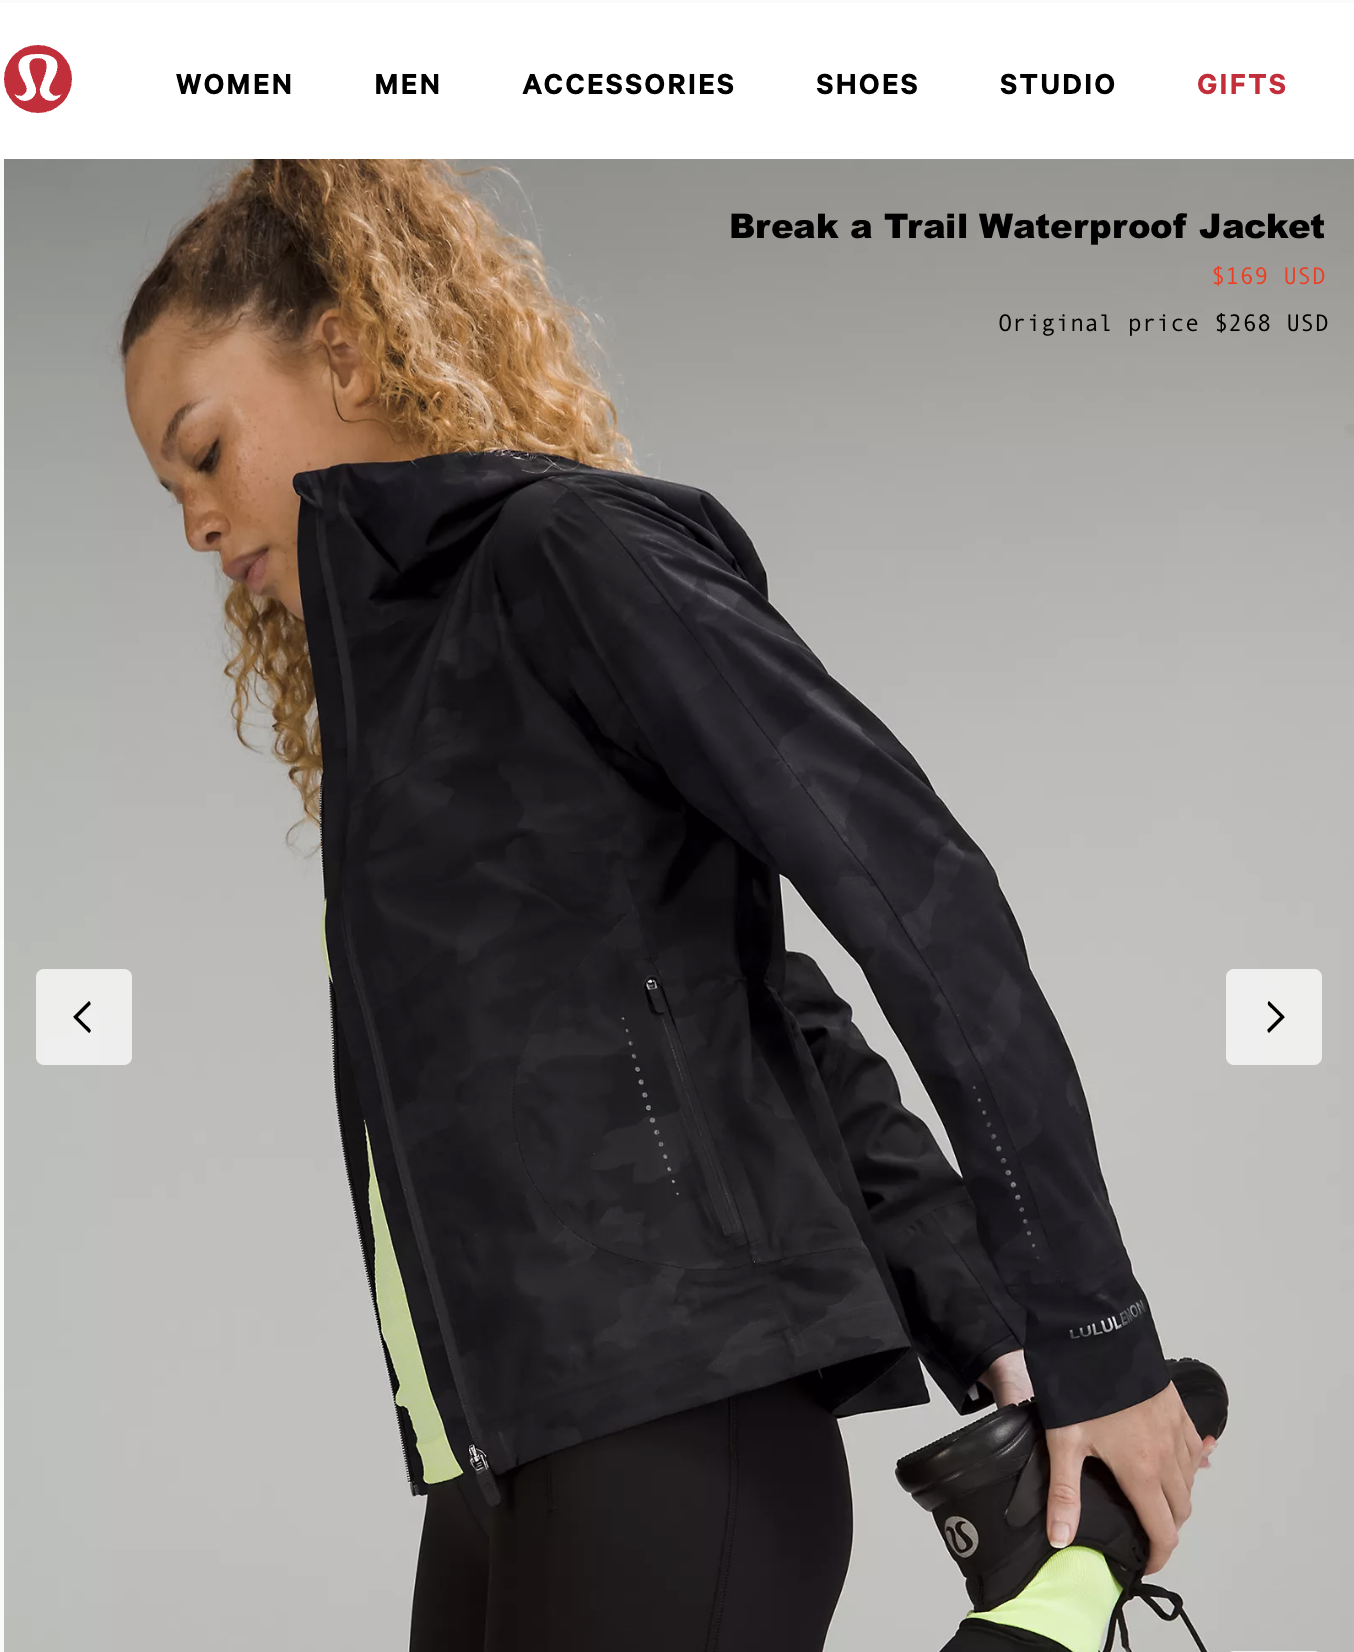 WOMEN MEN ACCESSORIES SHOES STUDIO GIFTS
Break a Trail Waterproof Jacket
$169 USD
Original price $268 USD
LULULEMON